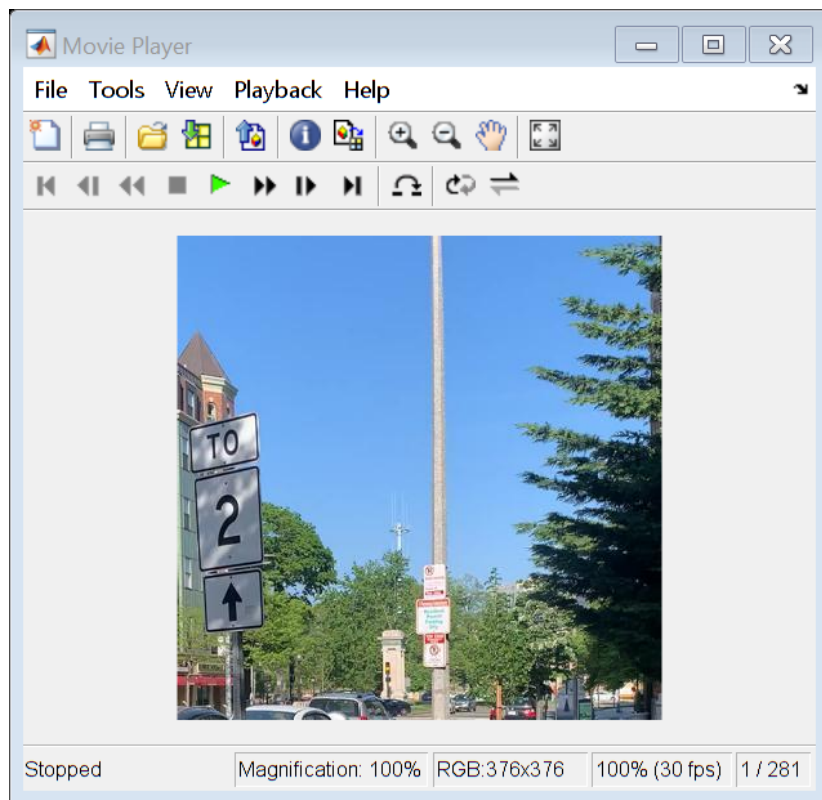 Movie Player
File Tools View Playback Help
TO
2
Stopped
Magnification: 100%
RGB:376x376
100% (30 fps)
1 / 281